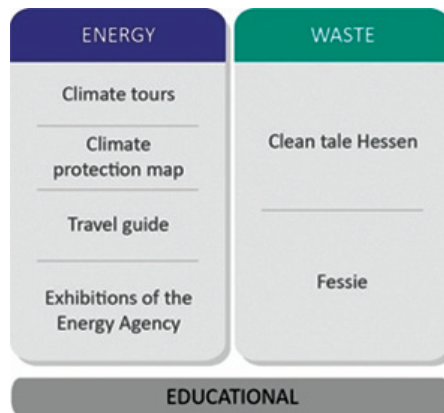 ENERGY
Climate tours
Climate
protection map
Travel guide
Exhibitions of the
Energy Agency
WASTE
Clean tale Hessen
Fessie
EDUCATIONAL